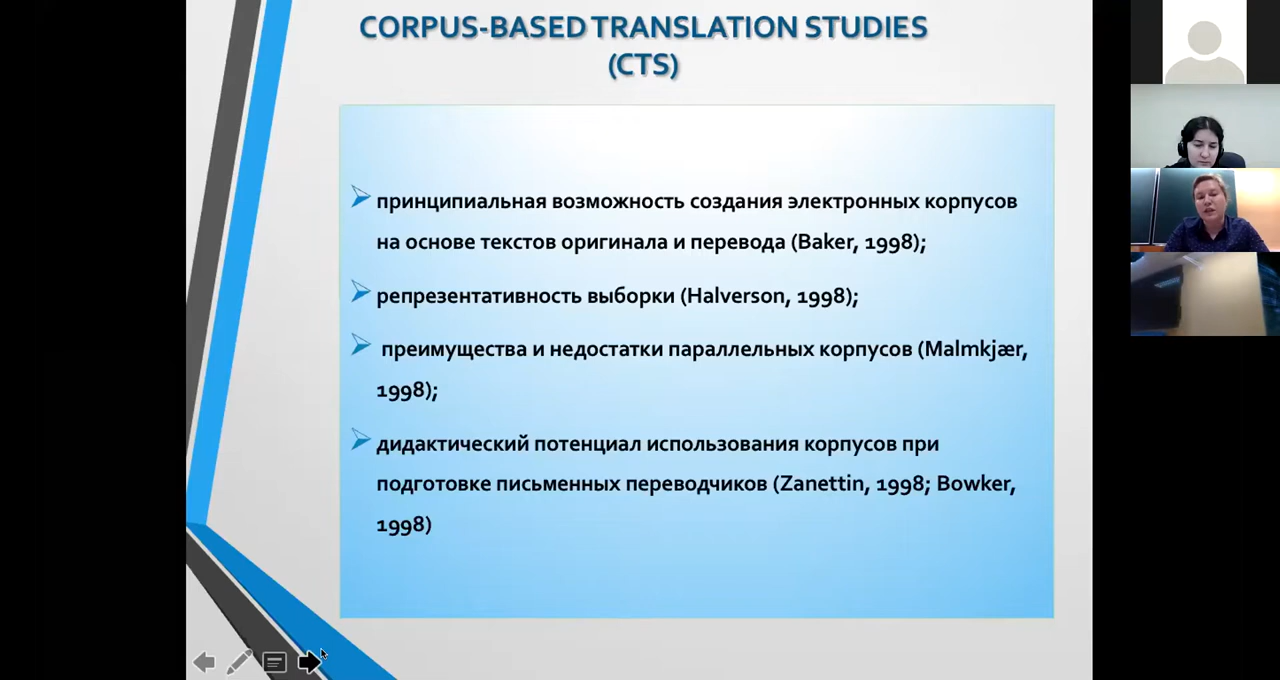 CORPUS-BASED TRANSLATION STUDIES
(CTS)
принципиальная возможность создания электронных корпусов
на основе текстов оригинала и перевода (Baker, 1998);
репрезентативность выборки (Halverson, 1998);
преимущества и недостатки параллельных корпусов (Malmkjær,
1998);
дидактический потенциал использования корпусов при
подготовке письменных переводчиков (Zanettin, 1998; Bowker,
1998)